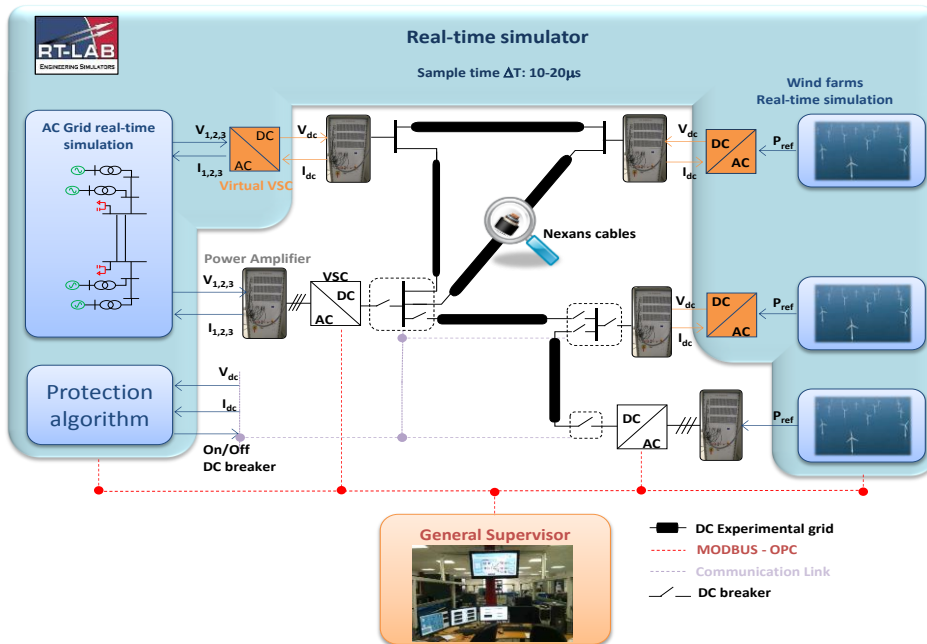 RT-LAB
ENGINEERING SIMULATORS
Real-time simulator
Sample time ΔT: 10-20µs
Wind farms
Real-time simulation
AC Grid real-time
simulation
V1,2,3
I1,2,3
DC
AC
Virtual VSC
Vdc
Idc
Vdc
Idc
DC
AC
Pref
Nexans cables
Power Amplifier
V1,2,3
I1,2,3
VSC
DC
AC
Vdc
Idc
DC
AC
Pref
Protection
algorithm
Vdc
Idc
On/Off
DC breaker
DC
AC
Pref
General Supervisor
DC Experimental grid
MODBUS - OPC
Communication Link
DC breaker